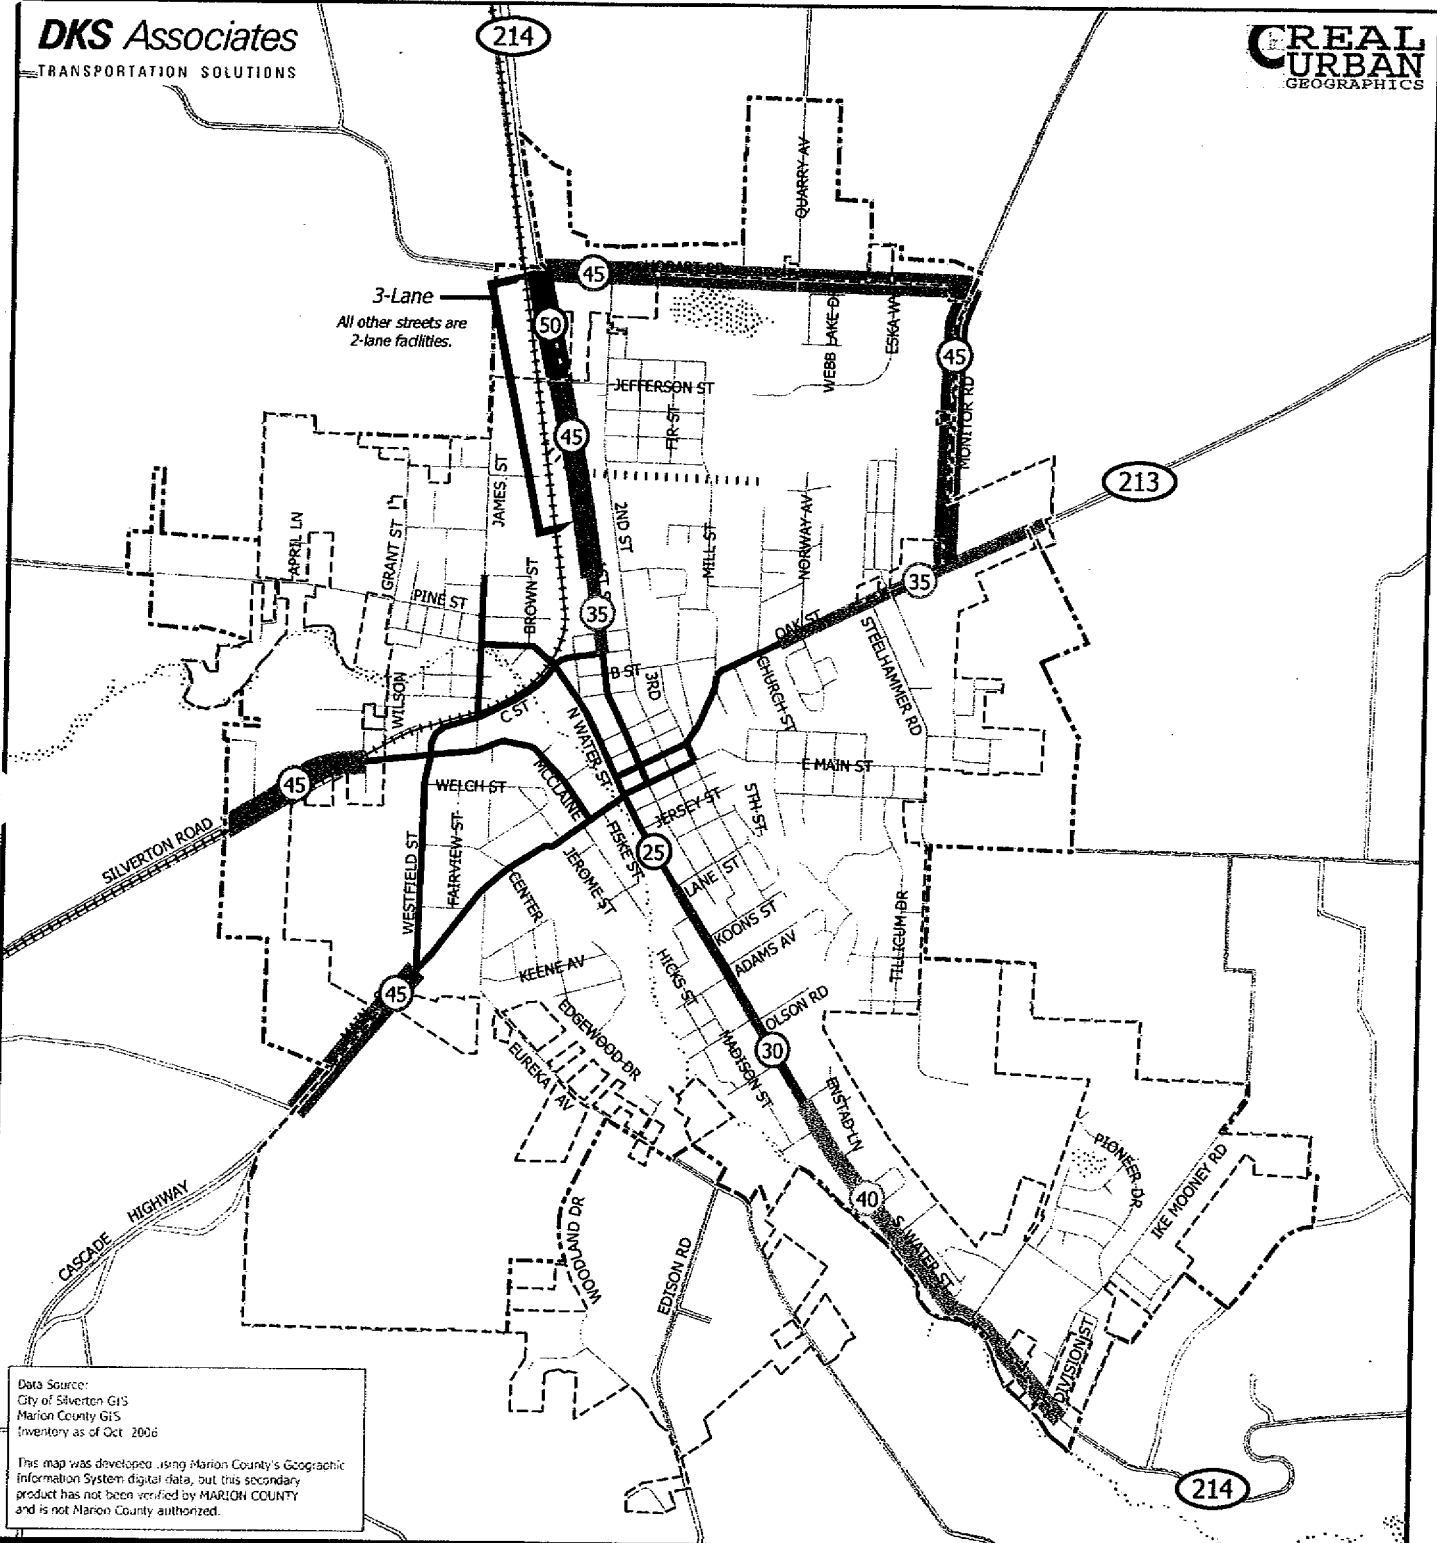 DKS Associates
TRANSPORTATION SOLUTIONS
214
REAL
URBAN
GEOGRAPHICS
QUARRY AV
45
HOBART RD
3-Lane
All other streets are
2-lane facilities.
50
WEBB LAKE D
ESKA W
45
JEFFERSON ST
FIR ST
MONITOR RD
45
213
JAMES ST
2ND ST
MILL ST
NORWAY AV
APRIL LN
GRANT ST
BROWN ST
PINE ST
35
35
OAK ST
STEELHAMMER RD
B ST
3RD
CHURCH ST
WILSON
C ST
N WATER ST
E MAIN ST
45
WELCH ST
MCCLAINE
JERSEY ST
5TH ST
SILVERTON ROAD
WESTFIELD ST
FAIRVIEW ST
FISKE ST
25
JEROME ST
LANE ST
CENTER
KOONS ST
TILLICUM DR
ADAMS AV
KEENE AV
HICKS ST
45
OLSON RD
EDGEWOOD DR
EUREKA AV
MADISON ST
30
ENSTAD LN
PIONEER DR
IKE MOONEY RD
40
S WATER ST
CASCADE HIGHWAY
WOODLAND DR
EDISON RD
DIVISION ST
214
Data Source:
City of Silverton GIS
Marion County GIS
Inventory as of Oct 2006
This map was developed using Marion County's Geographic
Information System digital data, but this secondary
product has not been verified by MARION COUNTY
and is not Marion County authorized.